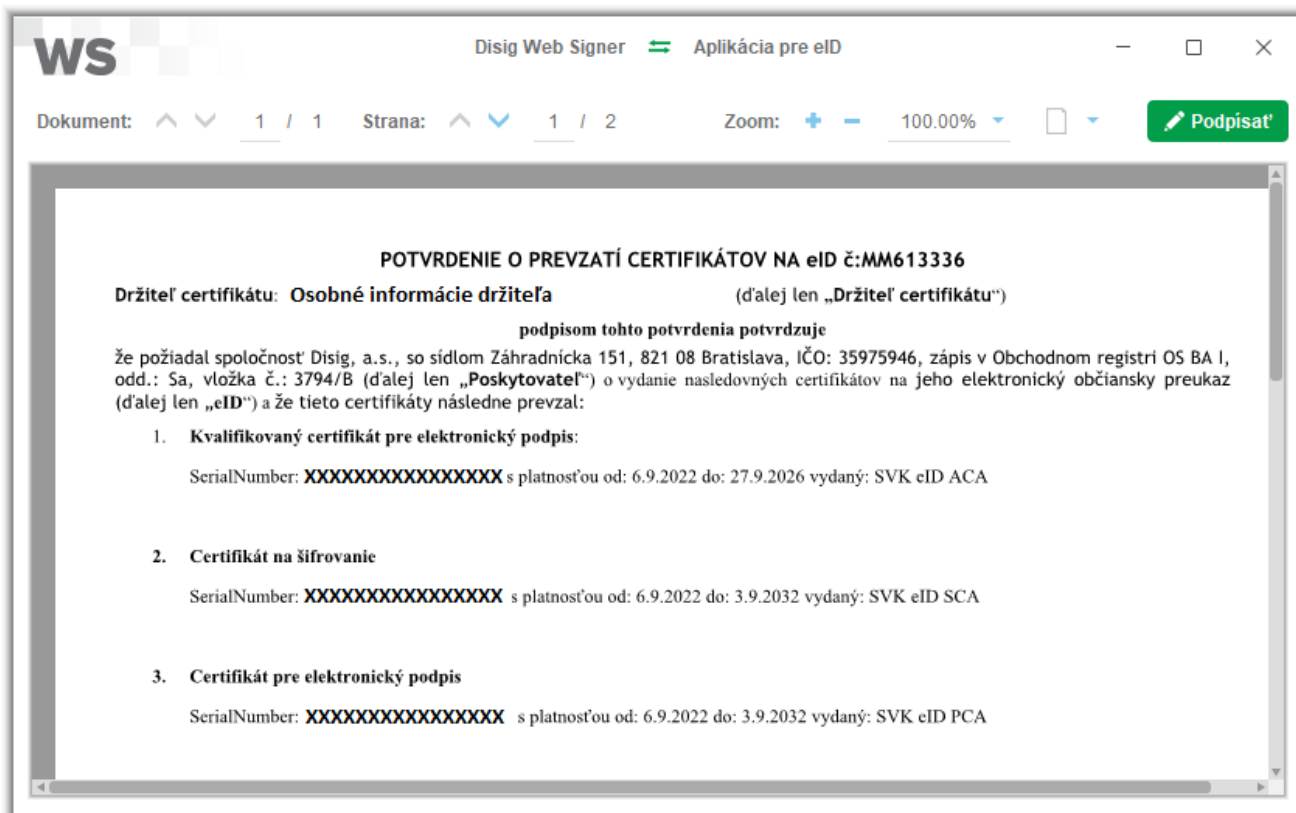 WS
Disig Web Signer Aplikácia pre eID
Dokument: 1 / 1 Strana: 1 / 2 Zoom: 100.00% Podpísať
POTVRDENIE O PREVZATÍ CERTIFIKÁTOV NA eID č:MM613336
Držiteľ certifikátu: Osobné informácie držiteľa (ďalej len „Držiteľ certifikátu“)
podpisom tohto potvrdenia potvrdzuje
že požiadal spoločnosť Disig, a.s., so sídlom Záhradnícka 151, 821 08 Bratislava, IČO: 35975946, zápis v Obchodnom registri OS BA I,
odd.: Sa, vložka č.: 3794/B (ďalej len „Poskytovateľ“) o vydanie nasledovných certifikátov na jeho elektronický občiansky preukaz
(ďalej len „eID“) a že tieto certifikáty následne prevzal:
1. Kvalifikovaný certifikát pre elektronický podpis:
SerialNumber: XXXXXXXXXXXXXXXX s platnosťou od: 6.9.2022 do: 27.9.2026 vydaný: SVK eID ACA
2. Certifikát na šifrovanie
SerialNumber: XXXXXXXXXXXXXXXX s platnosťou od: 6.9.2022 do: 3.9.2032 vydaný: SVK eID SCA
3. Certifikát pre elektronický podpis
SerialNumber: XXXXXXXXXXXXXXXX s platnosťou od: 6.9.2022 do: 3.9.2032 vydaný: SVK eID PCA